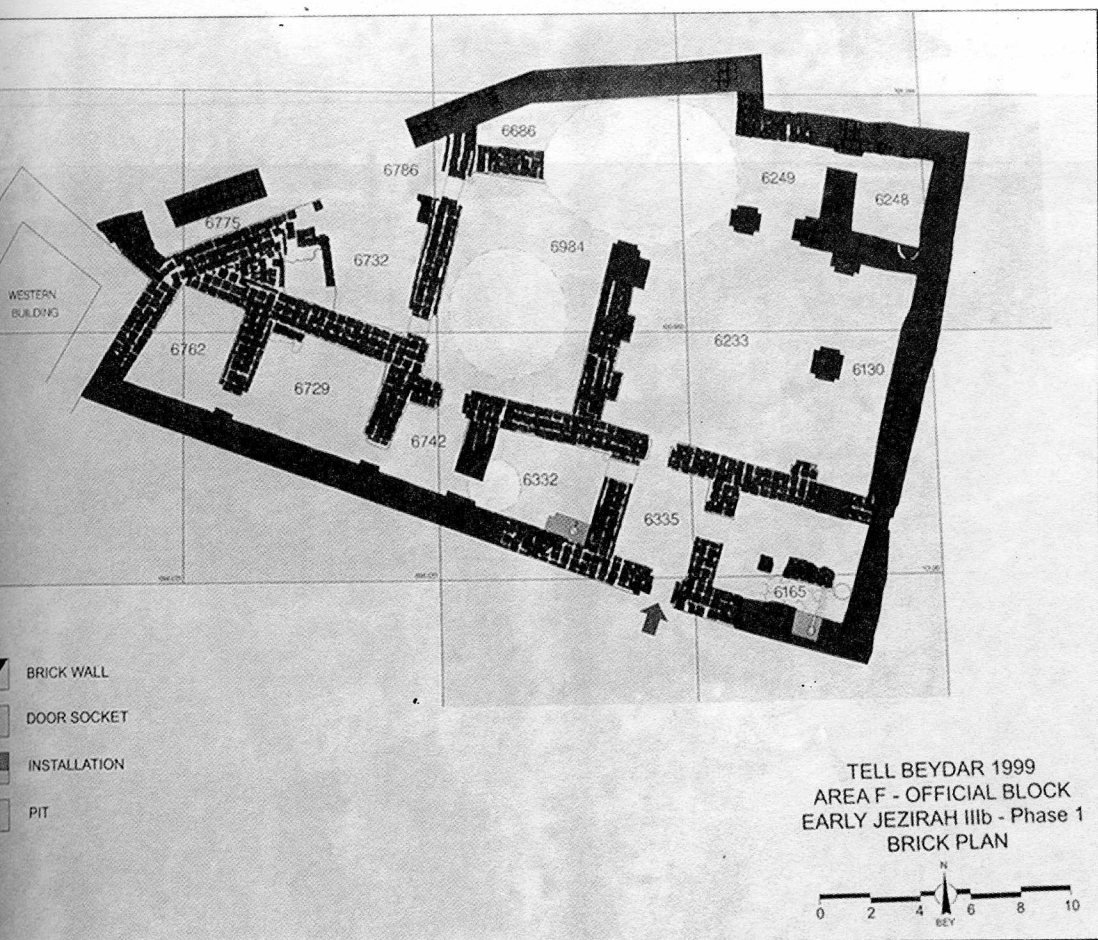 6686
6786
6249
6775
6248
6984
6732
WESTERN
BUILDING
6762
6233
6130
6729
6742
6332
6335
6165
BRICK WALL
DOOR SOCKET
INSTALLATION
PIT
TELL BEYDAR 1999
AREA F - OFFICIAL BLOCK
EARLY JEZIRAH IIIb - Phase 1
BRICK PLAN
N
0 2 4 6 8 10
BEY